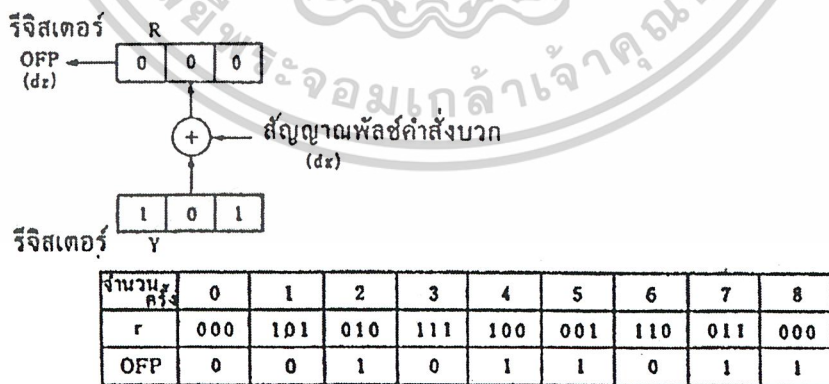 รีจิสเตอร์ R
OFP 0 0 0
(dz)
+ สัญญาณพัลซ์คำสั่งบวก
(dx)
1 0 1
รีจิสเตอร์ Y
จำนวนครั้ง 0 1 2 3 4 5 6 7 8
r 000 101 010 111 100 001 110 011 000
OFP 0 0 1 0 1 1 0 1 1